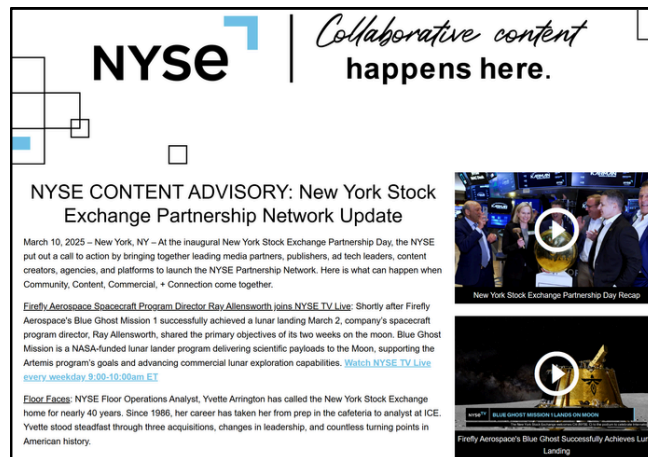 NYSE
Collaborative content
happens here.
NYSE CONTENT ADVISORY: New York Stock
Exchange Partnership Network Update
March 10, 2025 – New York, NY – At the inaugural New York Stock Exchange Partnership Day, the NYSE
put out a call to action by bringing together leading media partners, publishers, ad tech leaders, content
creators, agencies, and platforms to launch the NYSE Partnership Network. Here is what can happen when
Community, Content, Commercial, + Connection come together.
Firefly Aerospace Spacecraft Program Director Ray Allensworth joins NYSE TV Live: Shortly after Firefly
Aerospace's Blue Ghost Mission 1 successfully achieved a lunar landing March 2, company's spacecraft
program director, Ray Allensworth, shared the primary objectives of its two weeks on the moon. Blue Ghost
Mission is a NASA-funded lunar lander program delivering scientific payloads to the Moon, supporting the
Artemis program's goals and advancing commercial lunar exploration capabilities. Watch NYSE TV Live
every weekday 9:00-10:00am ET
Floor Faces: NYSE Floor Operations Analyst, Yvette Arrington has called the New York Stock Exchange
home for nearly 40 years. Since 1986, her career has taken her from prep in the cafeteria to analyst at ICE.
Yvette stood steadfast through three acquisitions, changes in leadership, and countless turning points in
American history.
KARMAN
New York Stock Exchange Partnership Day Recap
NYSE TV
BLUE GHOST MISSION 1 LANDS ON MOON
Firefly Aerospace's Blue Ghost Successfully Achieves Lun
Landing